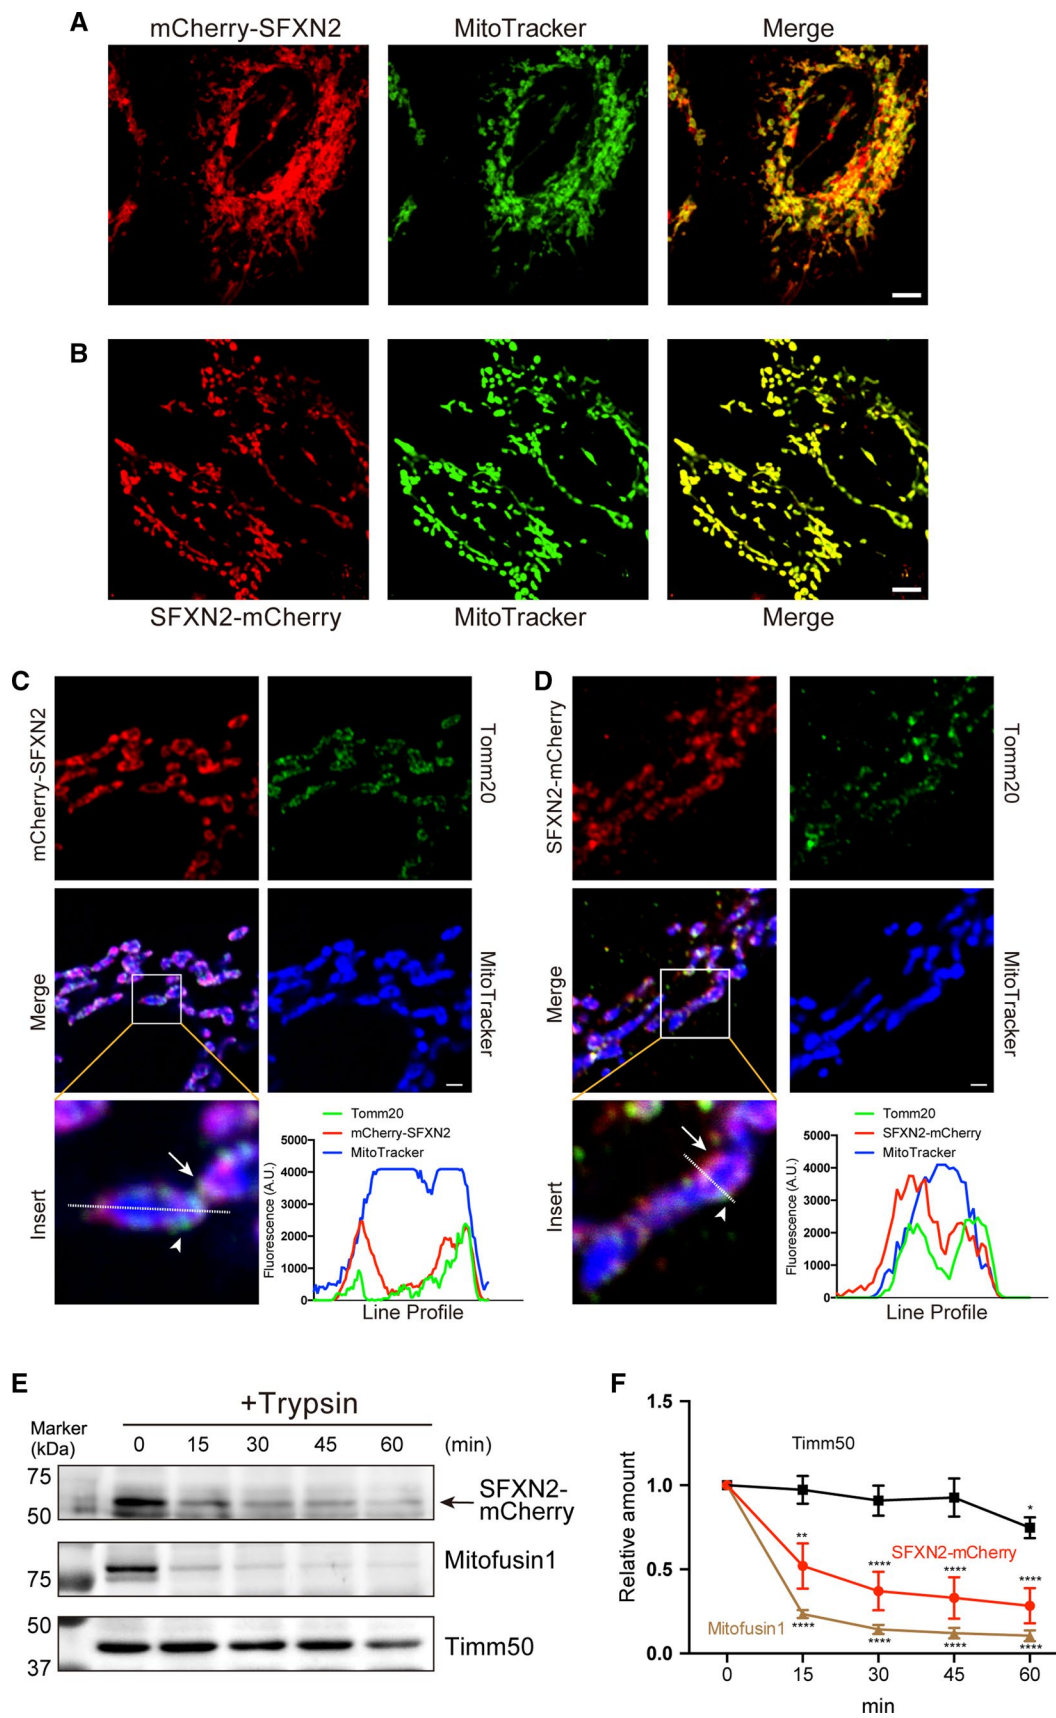 A
mCherry-SFXN2 MitoTracker Merge
B
SFXN2-mCherry MitoTracker Merge
C
mCherry-SFXN2
Tomm20
Merge
MitoTracker
Insert
Tomm20
mCherry-SFXN2
MitoTracker
Fluorescence (A.U.)
5000
4000
3000
2000
1000
0
Line Profile
D
SFXN2-mCherry
Tomm20
Merge
MitoTracker
Insert
Tomm20
SFXN2-mCherry
MitoTracker
Fluorescence (A.U.)
5000
4000
3000
2000
1000
0
Line Profile
E
+Trypsin
Marker
(kDa)
0 15 30 45 60 (min)
75
50
SFXN2-
mCherry
75
Mitofusin1
50
37
Timm50
F
Relative amount
1.5
1.0
0.5
0.0
Timm50
*
**
SFXN2-mCherry
**** **** ****
Mitofusin1
**** **** **** ****
0 15 30 45 60
min